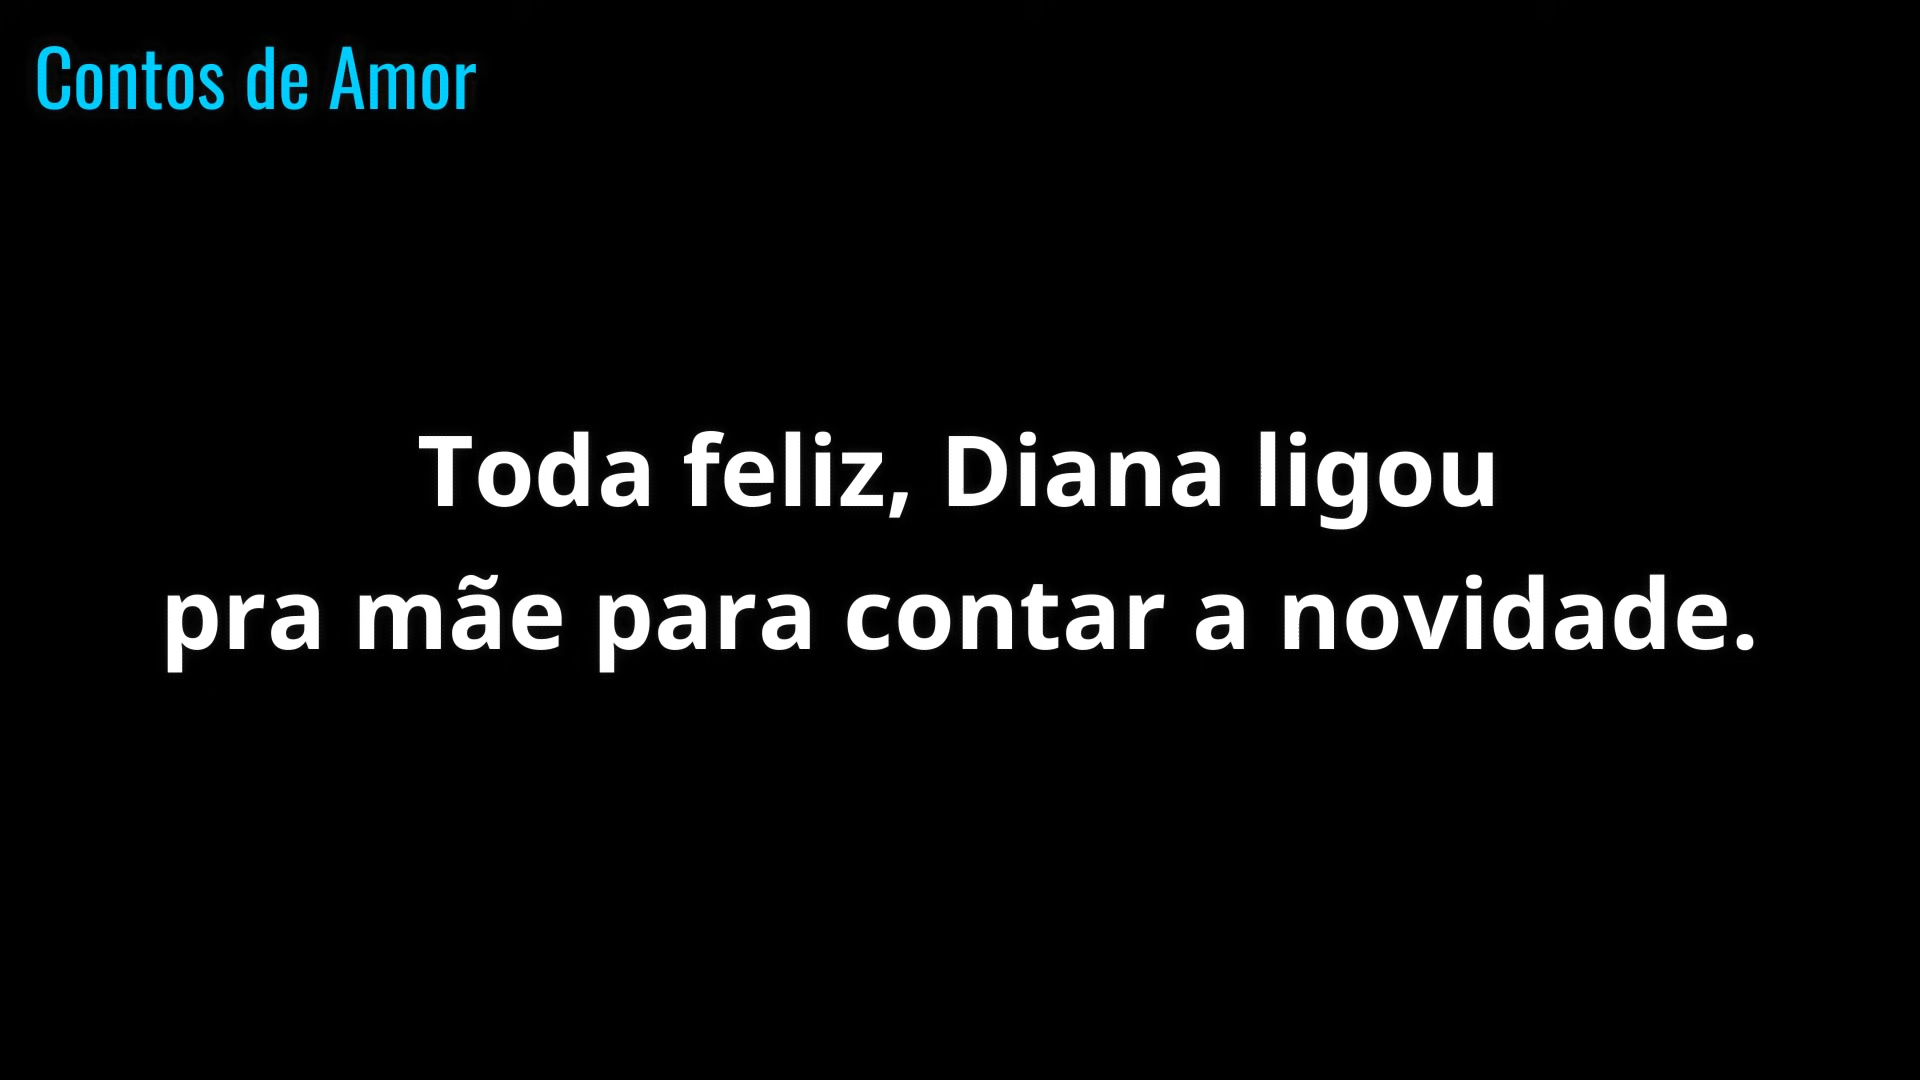 Contos de Amor
Toda feliz, Diana ligou
pra mãe para contar a novidade.